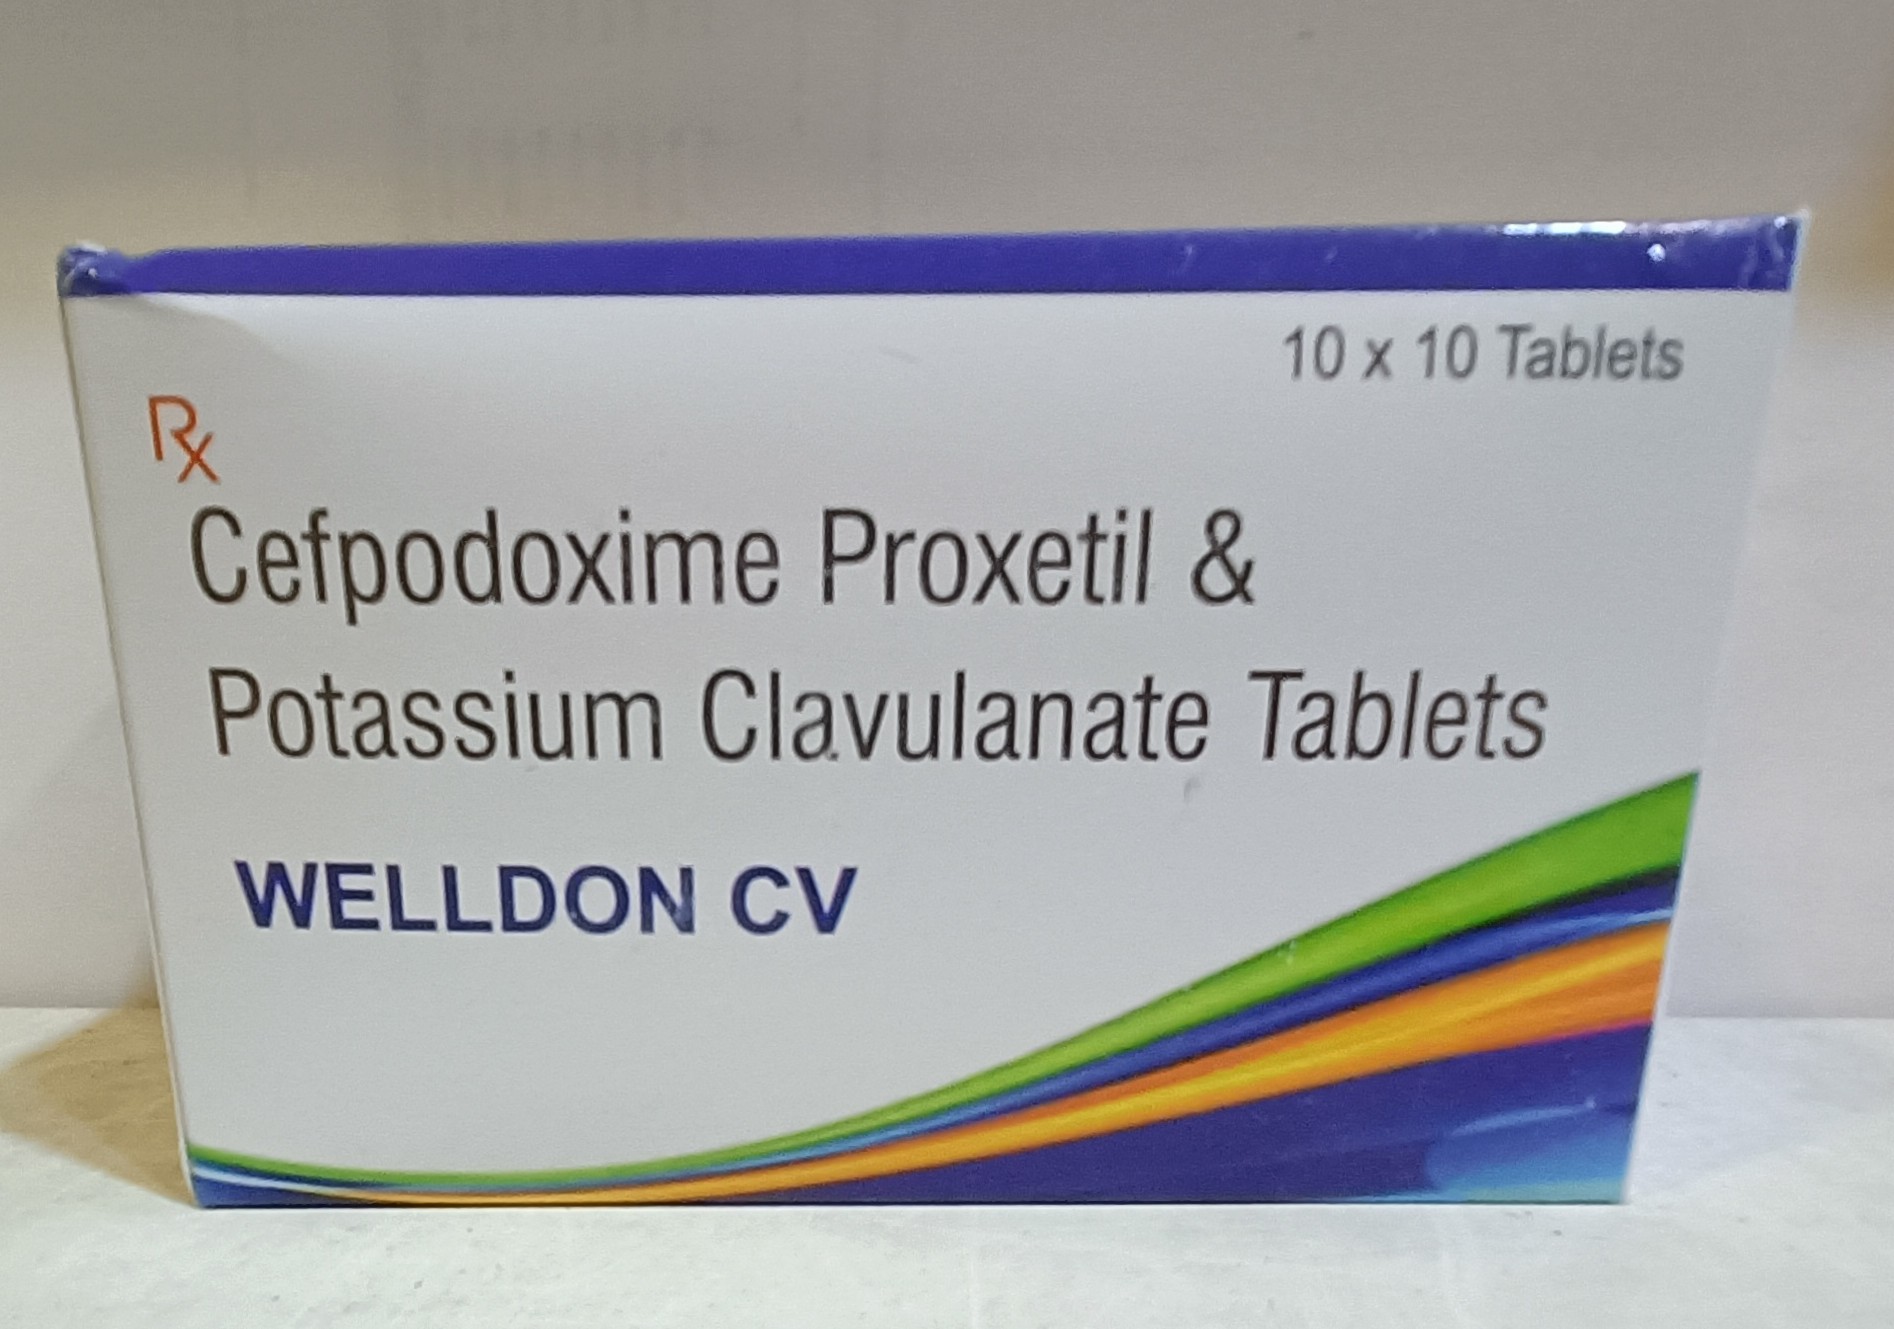 10 x 10 Tablets
Rx
Cefpodoxime Proxetil &
Potassium Clavulanate Tablets
WELLDON CV